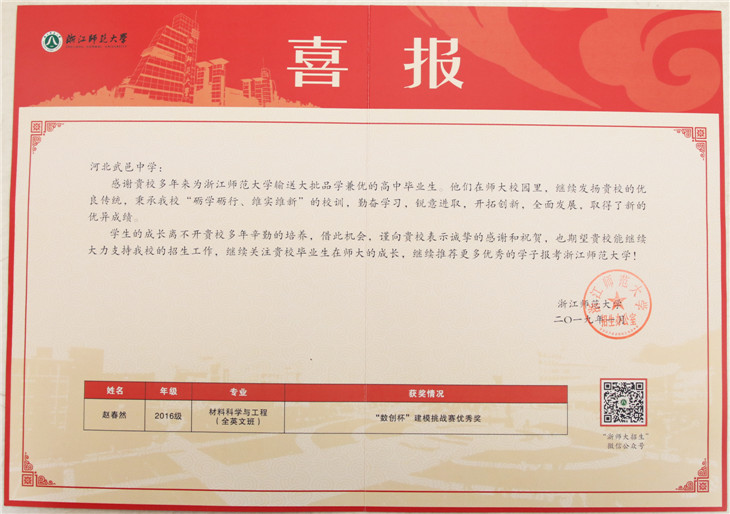 浙江师范大学
喜报
河北武邑中学：
感谢贵校多年来为浙江师范大学输送大批品学兼优的高中毕业生。他们在师大校园里，继续发扬贵校的优
良传统，秉承我校“砺学砺行、维实维新”的校训，勤奋学习，锐意进取，开拓创新，全面发展，取得了新的
优异成绩。
学生的成长离不开贵校多年辛勤的培养，借此机会，谨向贵校表示诚挚的感谢和祝贺，也期望贵校能继续
大力支持我校的招生工作，继续关注贵校毕业生在师大的成长，继续推荐更多优秀的学子报考浙江师范大学！
浙江师范大学
二〇一九年一月
浙江师范大学
招生办公室
姓名 年级 专业 获奖情况
赵春然 2016级 材料科学与工程（全英文班） “数创杯”建模挑战赛优秀奖
“浙师大招生”
微信公众号